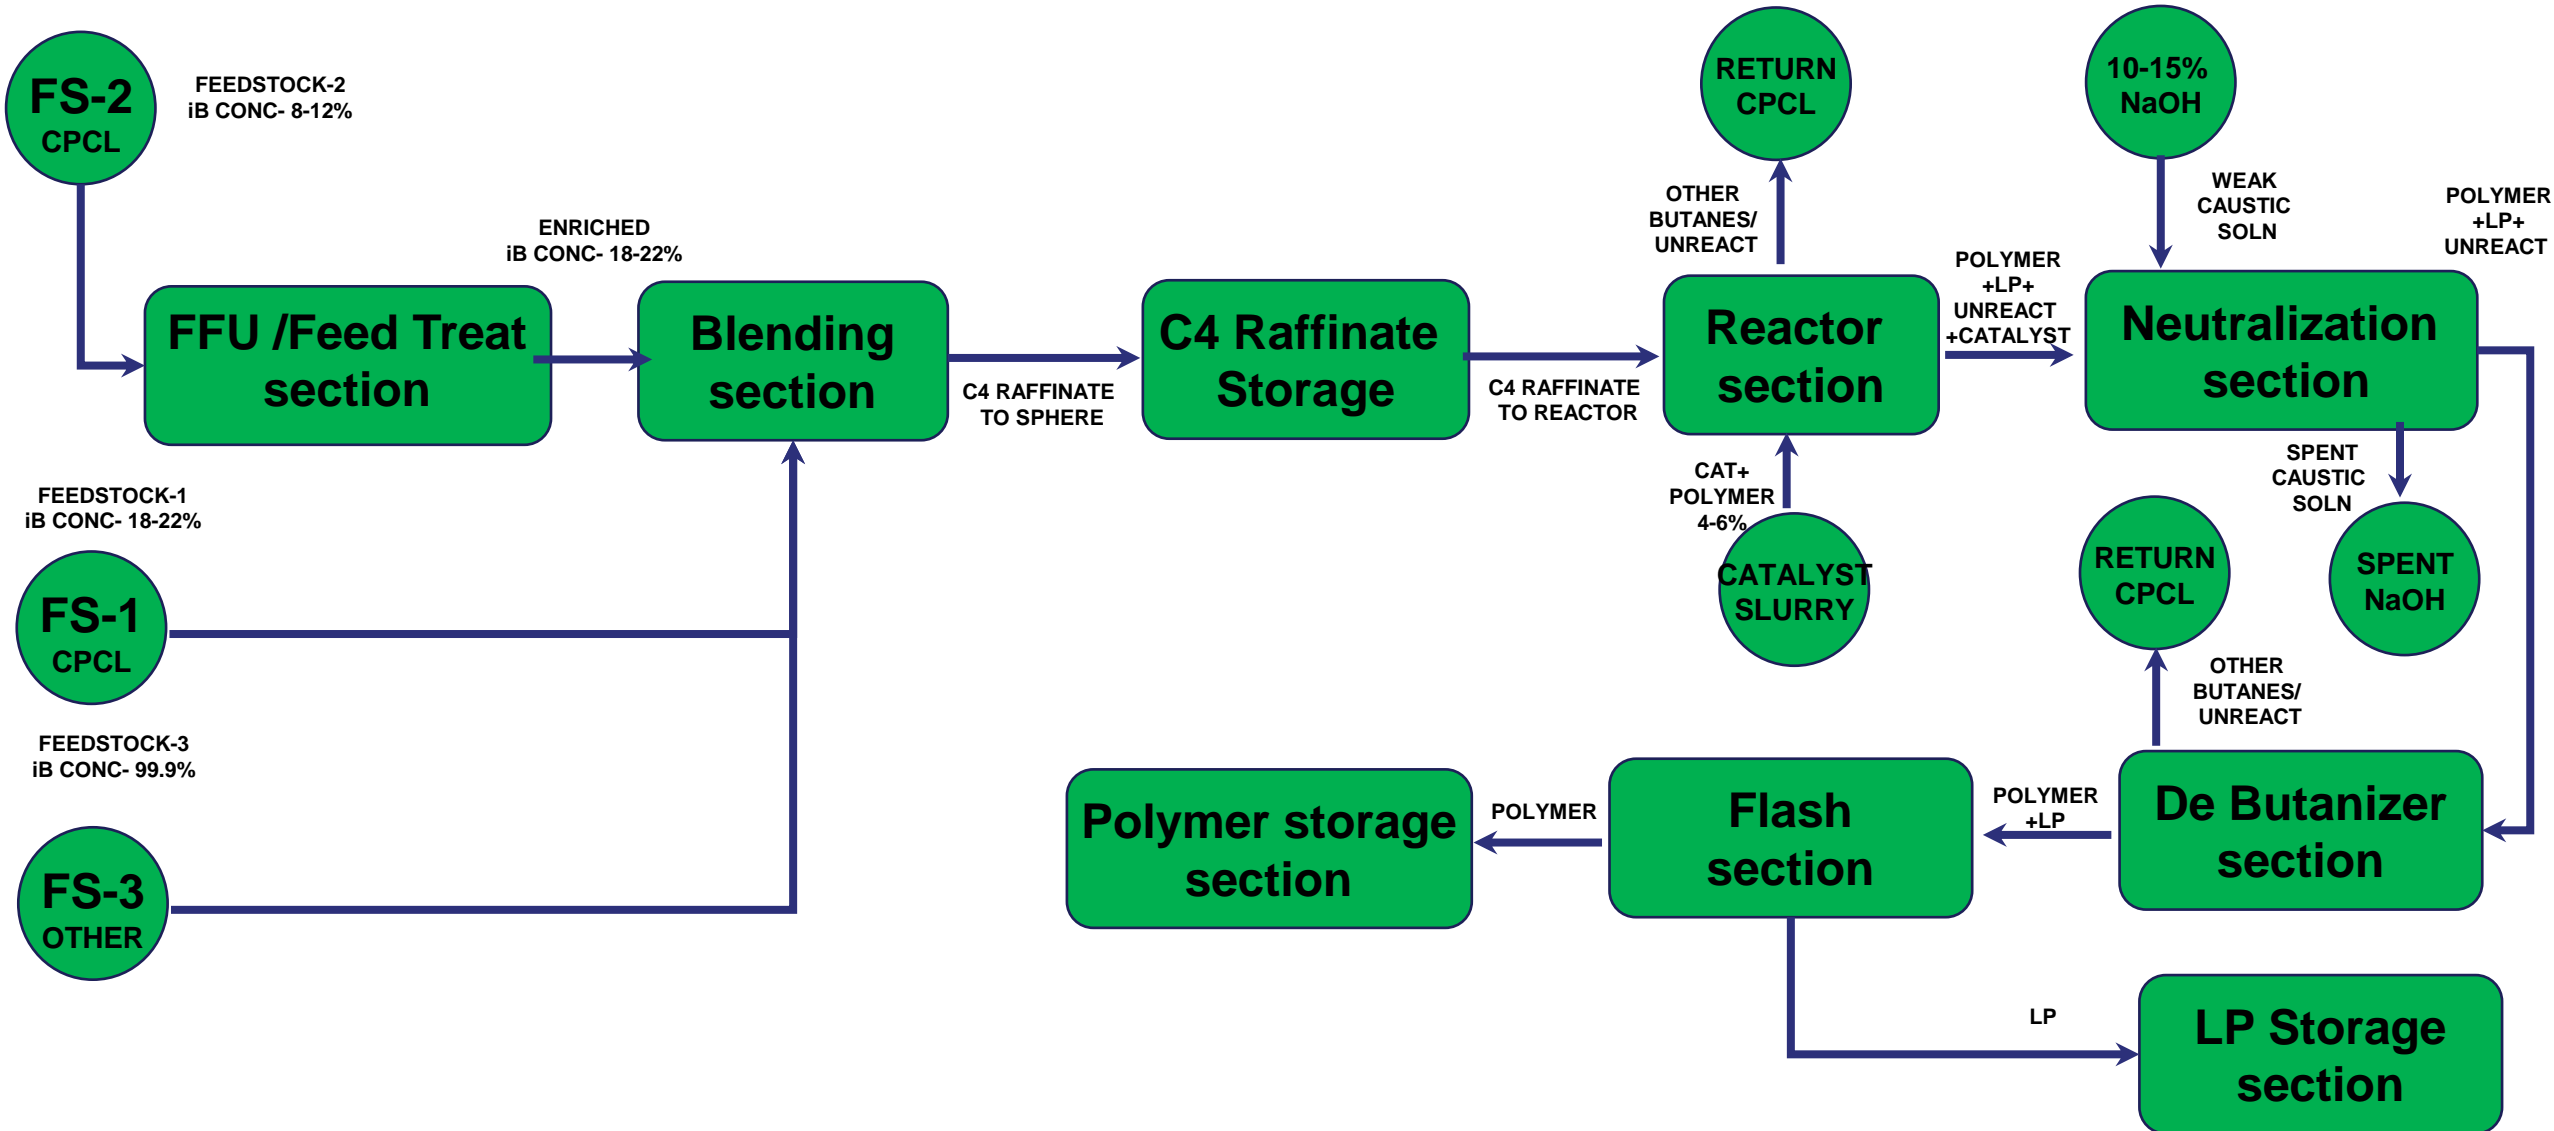 FS-2
CPCL
FEEDSTOCK-2
iB CONC- 8-12%
RETURN
CPCL
10-15%
NaOH
OTHER
BUTANES/
UNREACT
WEAK
CAUSTIC
SOLN
POLYMER
+LP+
UNREACT
ENRICHED
iB CONC- 18-22%
POLYMER
+LP+
UNREACT
+CATALYST
FFU /Feed Treat
section
Blending
section
C4 RAFFINATE
TO SPHERE
C4 Raffinate
Storage
C4 RAFFINATE
TO REACTOR
Reactor
section
Neutralization
section
FEEDSTOCK-1
iB CONC- 18-22%
CAT+
POLYMER
4-6%
SPENT
CAUSTIC
SOLN
FS-1
CPCL
CATALYST
SLURRY
RETURN
CPCL
SPENT
NaOH
OTHER
BUTANES/
UNREACT
FEEDSTOCK-3
iB CONC- 99.9%
FS-3
OTHER
Polymer storage
section
POLYMER
Flash
section
POLYMER
+LP
De Butanizer
section
LP
LP Storage
section